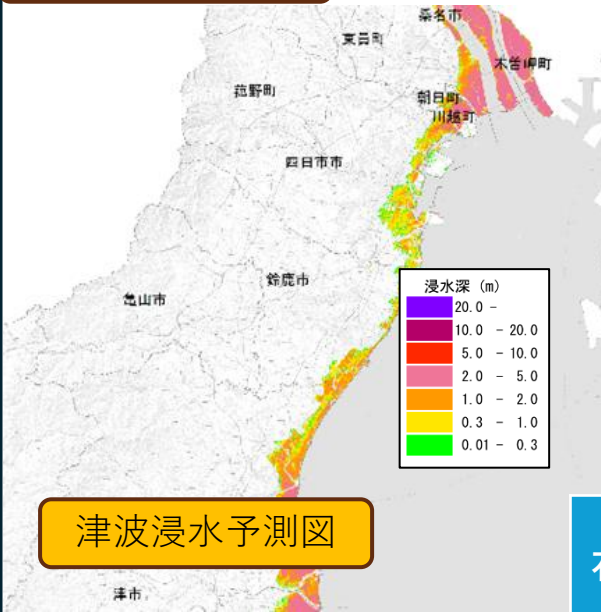 桑名市
東員町
木曽岬町
菰野町
朝日町
川越町
四日市市
鈴鹿市
亀山市
浸水深 (m)
20.0 -
10.0 - 20.0
5.0 - 10.0
2.0 - 5.0
1.0 - 2.0
0.3 - 1.0
0.01 - 0.3
津波浸水予測図
津市